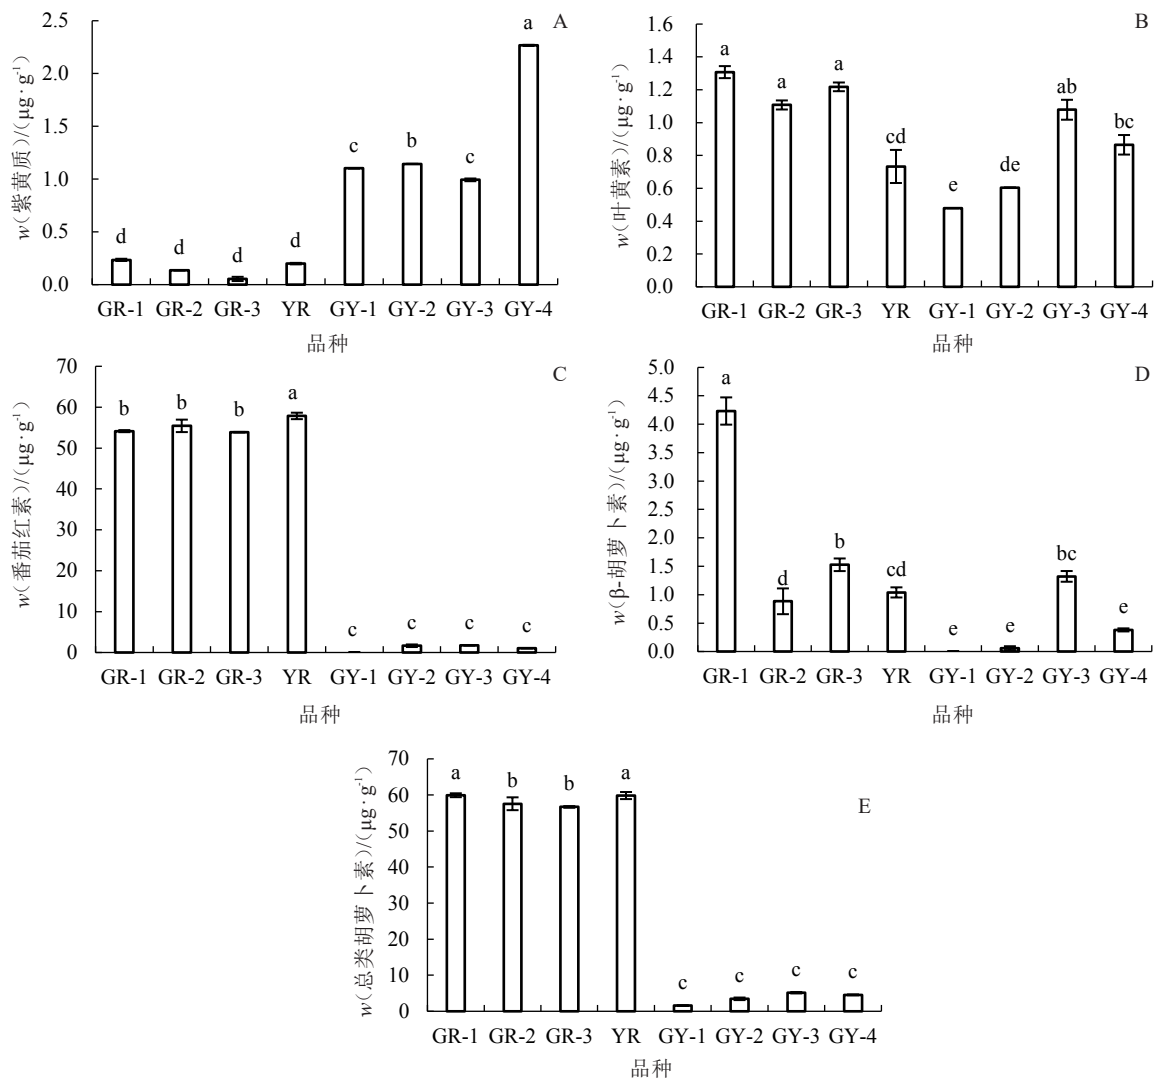 A
w(紫黄质)/(μg·g⁻¹)
2.5
2.0
1.5
1.0
0.5
0.0
d d d d c b c a
GR-1 GR-2 GR-3 YR GY-1 GY-2 GY-3 GY-4
品种
B
w(叶黄素)/(μg·g⁻¹)
1.6
1.4
1.2
1.0
0.8
0.6
0.4
0.2
0.0
a a a cd e de ab bc
GR-1 GR-2 GR-3 YR GY-1 GY-2 GY-3 GY-4
品种
C
w(番茄红素)/(μg·g⁻¹)
70
60
50
40
30
20
10
0
b b b a c c c c
GR-1 GR-2 GR-3 YR GY-1 GY-2 GY-3 GY-4
品种
D
w(β-胡萝卜素)/(μg·g⁻¹)
5.0
4.5
4.0
3.5
3.0
2.5
2.0
1.5
1.0
0.5
0.0
a d b cd e e bc e
GR-1 GR-2 GR-3 YR GY-1 GY-2 GY-3 GY-4
品种
E
w(总类胡萝卜素)/(μg·g⁻¹)
70
60
50
40
30
20
10
0
a b b a c c c c
GR-1 GR-2 GR-3 YR GY-1 GY-2 GY-3 GY-4
品种